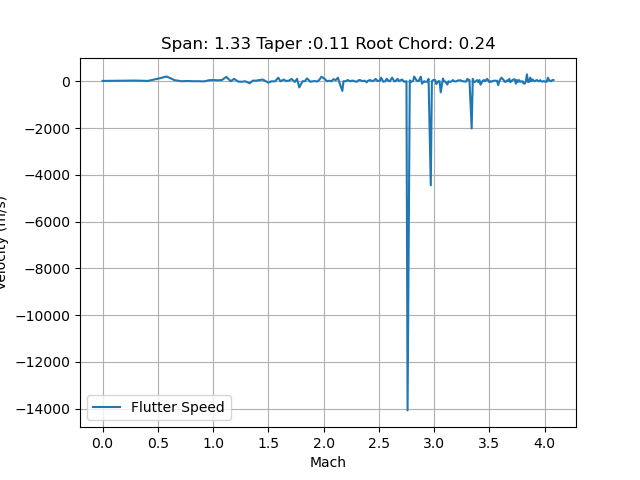 Span: 1.33 Taper :0.11 Root Chord: 0.24
0
−2000
−4000
−6000
−8000
−10000
−12000
−14000
Velocity (m/s)
Flutter Speed
0.0 0.5 1.0 1.5 2.0 2.5 3.0 3.5 4.0
Mach